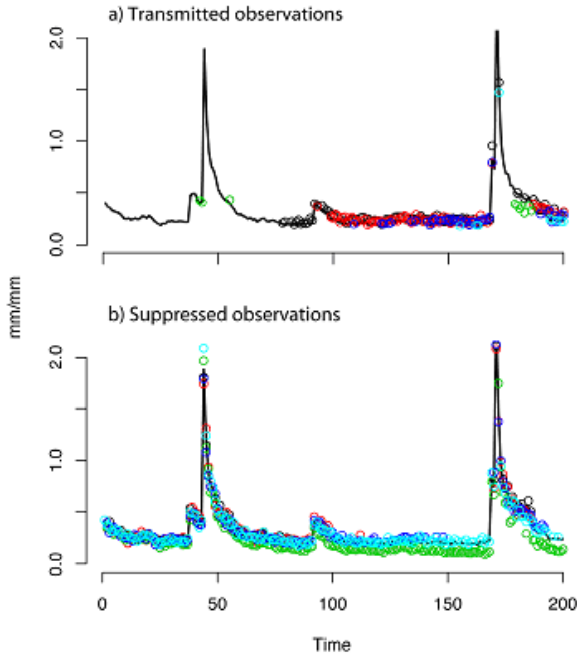 a) Transmitted observations
2.0
1.0
0.0
mm/mm
b) Suppressed observations
2.0
1.0
0.0
0 50 100 150 200
Time